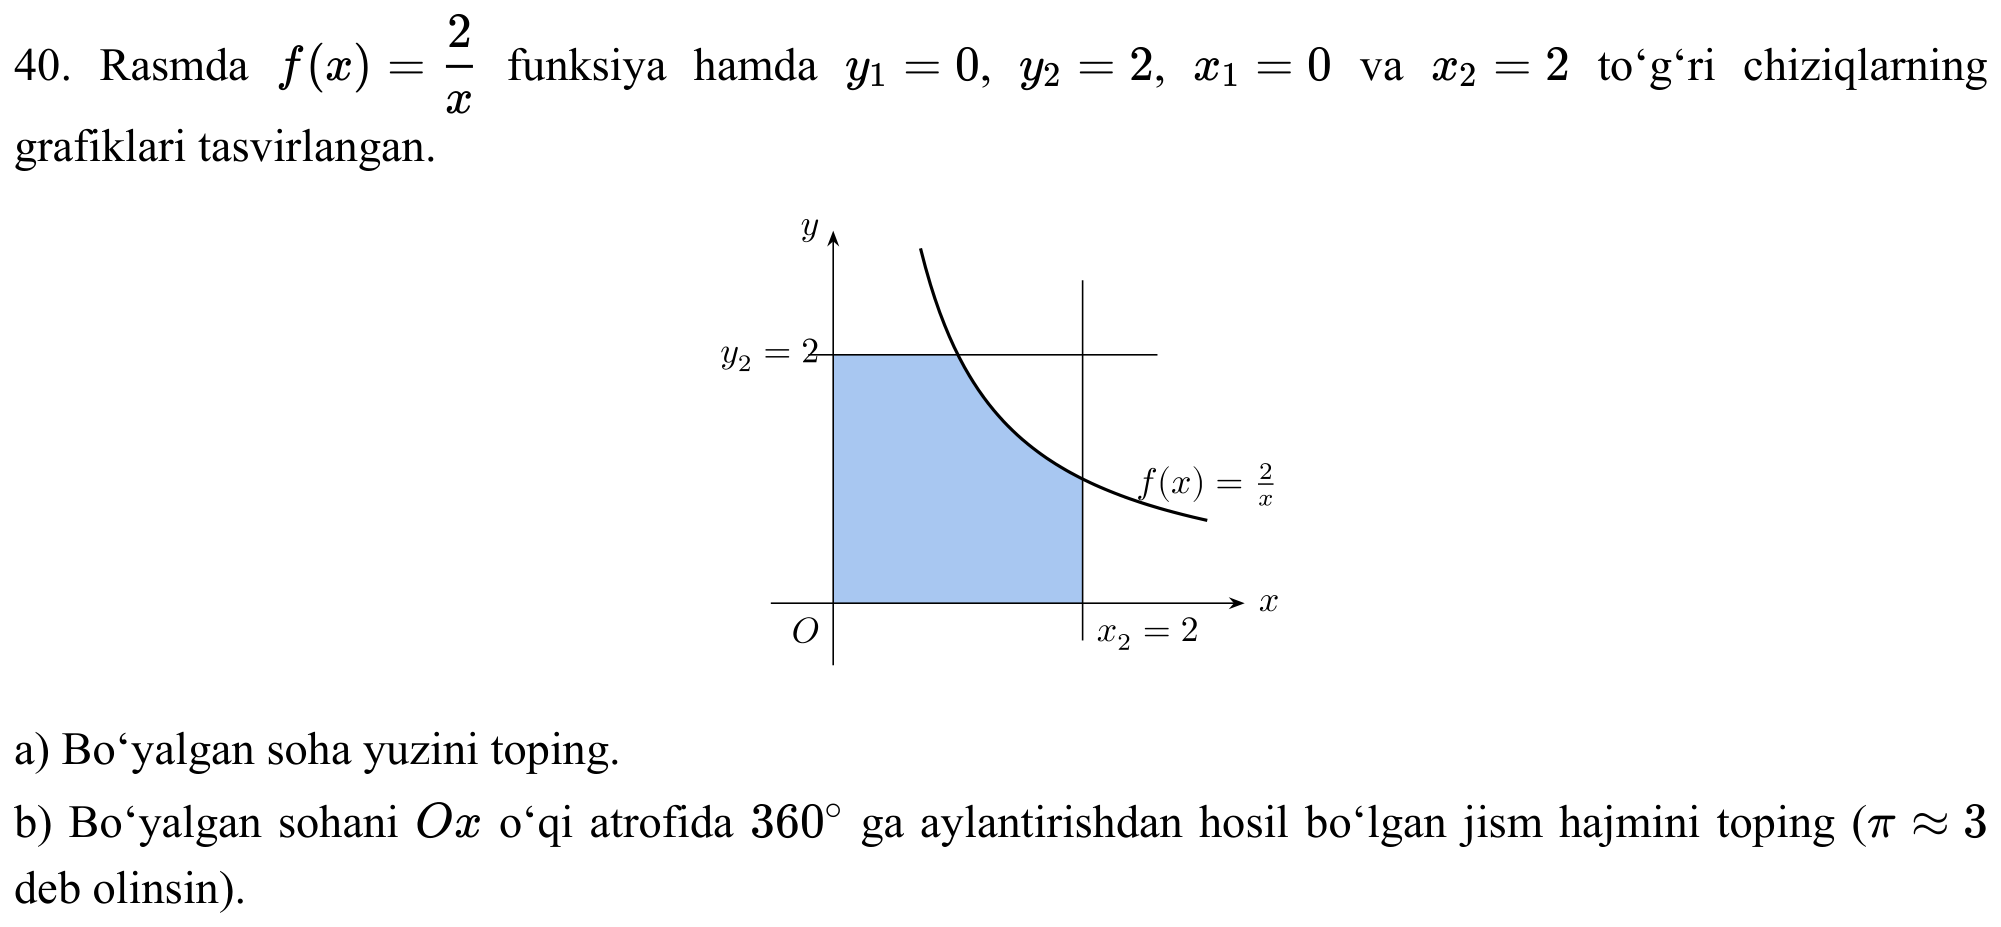 40. Rasmda f(x) = 2/x funksiya hamda y₁ = 0, y₂ = 2, x₁ = 0 va x₂ = 2 to‘g‘ri chiziqlarning
grafiklari tasvirlangan.
y
y₂ = 2
f(x) = 2/x
x
O
x₂ = 2
a) Bo‘yalgan soha yuzini toping.
b) Bo‘yalgan sohani Ox o‘qi atrofida 360° ga aylantirishdan hosil bo‘lgan jism hajmini toping (π ≈ 3
deb olinsin).